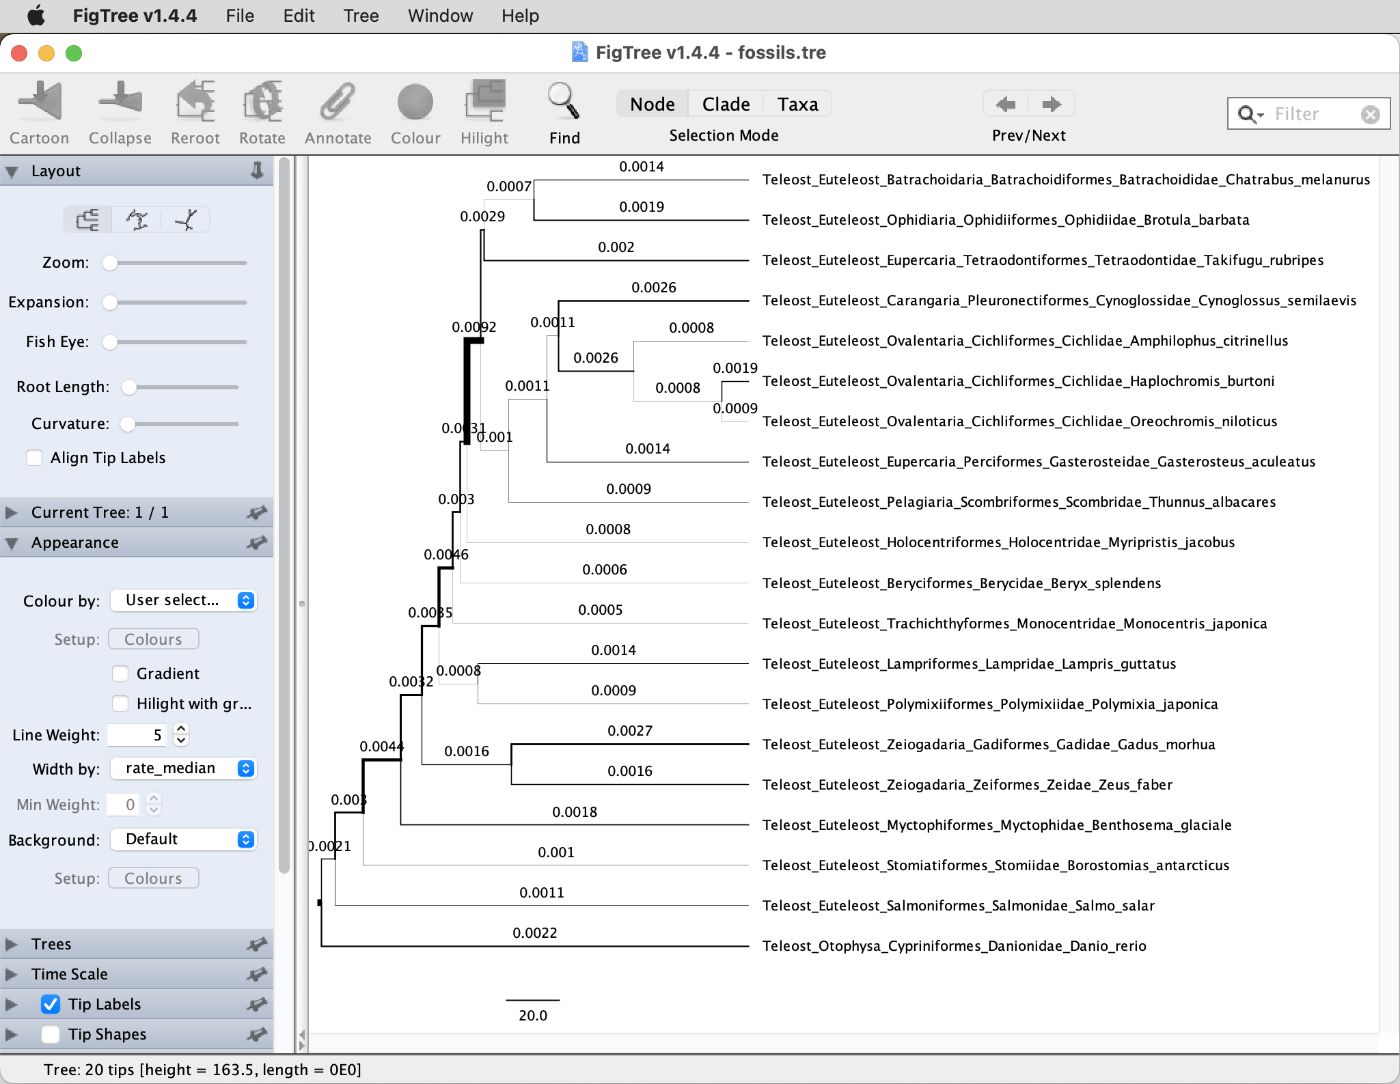 FigTree v1.4.4 File Edit Tree Window Help
FigTree v1.4.4 - fossils.tre
Cartoon Collapse Reroot Rotate Annotate Colour Hilight Find
Node Clade Taxa
Selection Mode
Prev/Next
Filter
Layout
Zoom:
Expansion:
Fish Eye:
Root Length:
Curvature:
Align Tip Labels
Current Tree: 1 / 1
Appearance
Colour by: User select...
Setup: Colours
Gradient
Hilight with gr...
Line Weight: 5
Width by: rate_median
Min Weight: 0
Background: Default
Setup: Colours
Trees
Time Scale
Tip Labels
Tip Shapes
0.0014
Teleost_Euteleost_Batrachoidaria_Batrachoidiformes_Batrachoididae_Chatrabus_melanurus
0.0007
0.0019
Teleost_Euteleost_Ophidiaria_Ophidiiformes_Ophidiidae_Brotula_barbata
0.0029
0.002
Teleost_Euteleost_Eupercaria_Tetraodontiformes_Tetraodontidae_Takifugu_rubripes
0.0026
Teleost_Euteleost_Carangaria_Pleuronectiformes_Cynoglossidae_Cynoglossus_semilaevis
0.0092
0.0011
0.0008
Teleost_Euteleost_Ovalentaria_Cichliformes_Cichlidae_Amphilophus_citrinellus
0.0026
0.0019
Teleost_Euteleost_Ovalentaria_Cichliformes_Cichlidae_Haplochromis_burtoni
0.0011
0.0008
0.0009
Teleost_Euteleost_Ovalentaria_Cichliformes_Cichlidae_Oreochromis_niloticus
0.0031
0.001
0.0014
Teleost_Euteleost_Eupercaria_Perciformes_Gasterosteidae_Gasterosteus_aculeatus
0.0009
Teleost_Euteleost_Pelagiaria_Scombriformes_Scombridae_Thunnus_albacares
0.003
0.0008
Teleost_Euteleost_Holocentriformes_Holocentridae_Myripristis_jacobus
0.0046
0.0006
Teleost_Euteleost_Beryciformes_Berycidae_Beryx_splendens
0.0035
0.0005
Teleost_Euteleost_Trachichthyformes_Monocentridae_Monocentris_japonica
0.0014
Teleost_Euteleost_Lampriformes_Lampridae_Lampris_guttatus
0.0032
0.0008
0.0009
Teleost_Euteleost_Polymixiiformes_Polymixiidae_Polymixia_japonica
0.0027
Teleost_Euteleost_Zeiogadaria_Gadiformes_Gadidae_Gadus_morhua
0.0044
0.0016
0.0016
Teleost_Euteleost_Zeiogadaria_Zeiformes_Zeidae_Zeus_faber
0.003
0.0018
Teleost_Euteleost_Myctophiformes_Myctophidae_Benthosema_glaciale
0.0021
0.001
Teleost_Euteleost_Stomiatiformes_Stomiidae_Borostomias_antarcticus
0.0011
Teleost_Euteleost_Salmoniformes_Salmonidae_Salmo_salar
0.0022
Teleost_Otophysa_Cypriniformes_Danionidae_Danio_rerio
20.0
Tree: 20 tips [height = 163.5, length = 0E0]